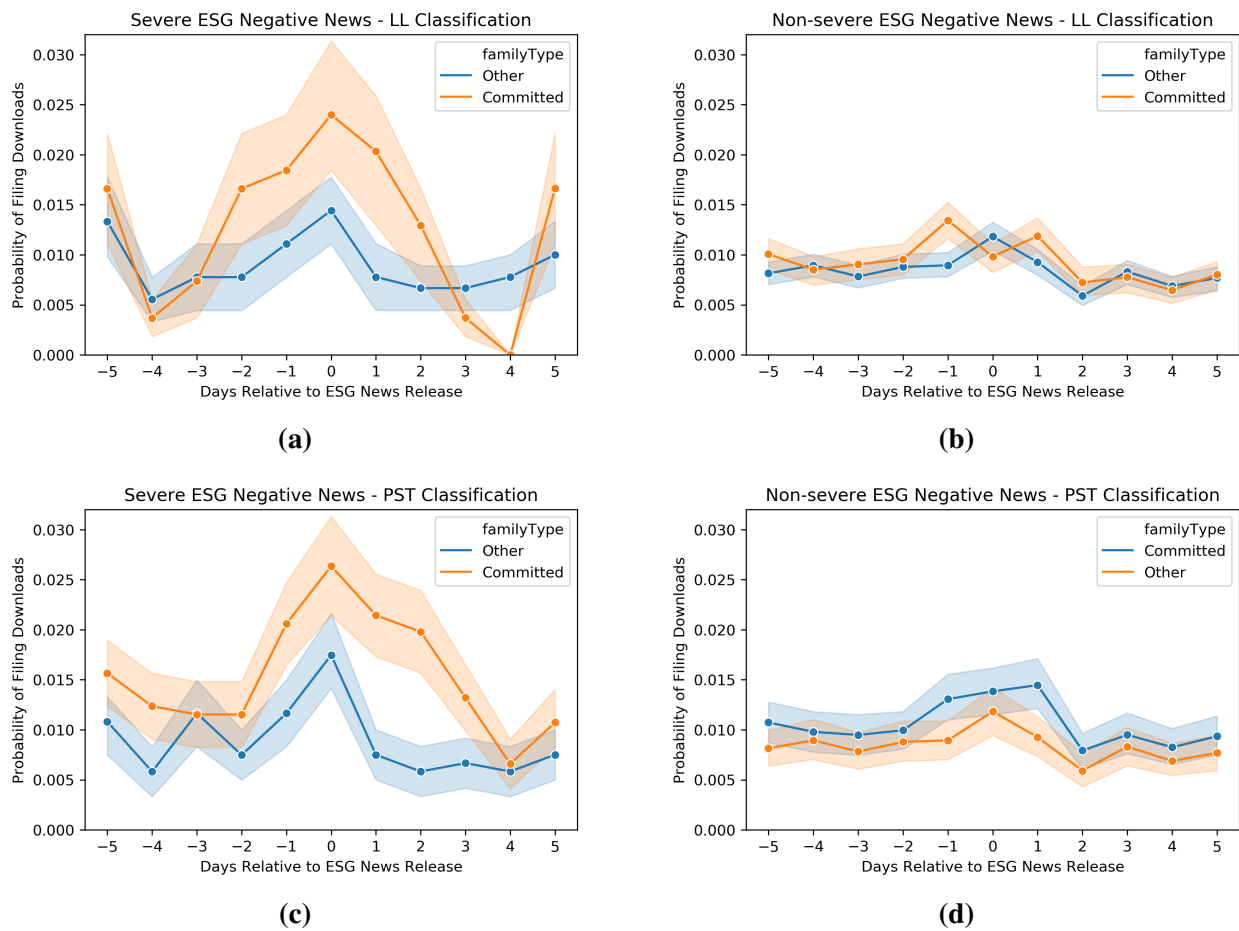 Severe ESG Negative News - LL Classification
Probability of Filing Downloads
0.030
0.025
0.020
0.015
0.010
0.005
0.000
familyType
Other
Committed
−5 −4 −3 −2 −1 0 1 2 3 4 5
Days Relative to ESG News Release
(a)
Non-severe ESG Negative News - LL Classification
Probability of Filing Downloads
0.030
0.025
0.020
0.015
0.010
0.005
0.000
familyType
Other
Committed
−5 −4 −3 −2 −1 0 1 2 3 4 5
Days Relative to ESG News Release
(b)
Severe ESG Negative News - PST Classification
Probability of Filing Downloads
0.030
0.025
0.020
0.015
0.010
0.005
0.000
familyType
Other
Committed
−5 −4 −3 −2 −1 0 1 2 3 4 5
Days Relative to ESG News Release
(c)
Non-severe ESG Negative News - PST Classification
Probability of Filing Downloads
0.030
0.025
0.020
0.015
0.010
0.005
0.000
familyType
Committed
Other
−5 −4 −3 −2 −1 0 1 2 3 4 5
Days Relative to ESG News Release
(d)